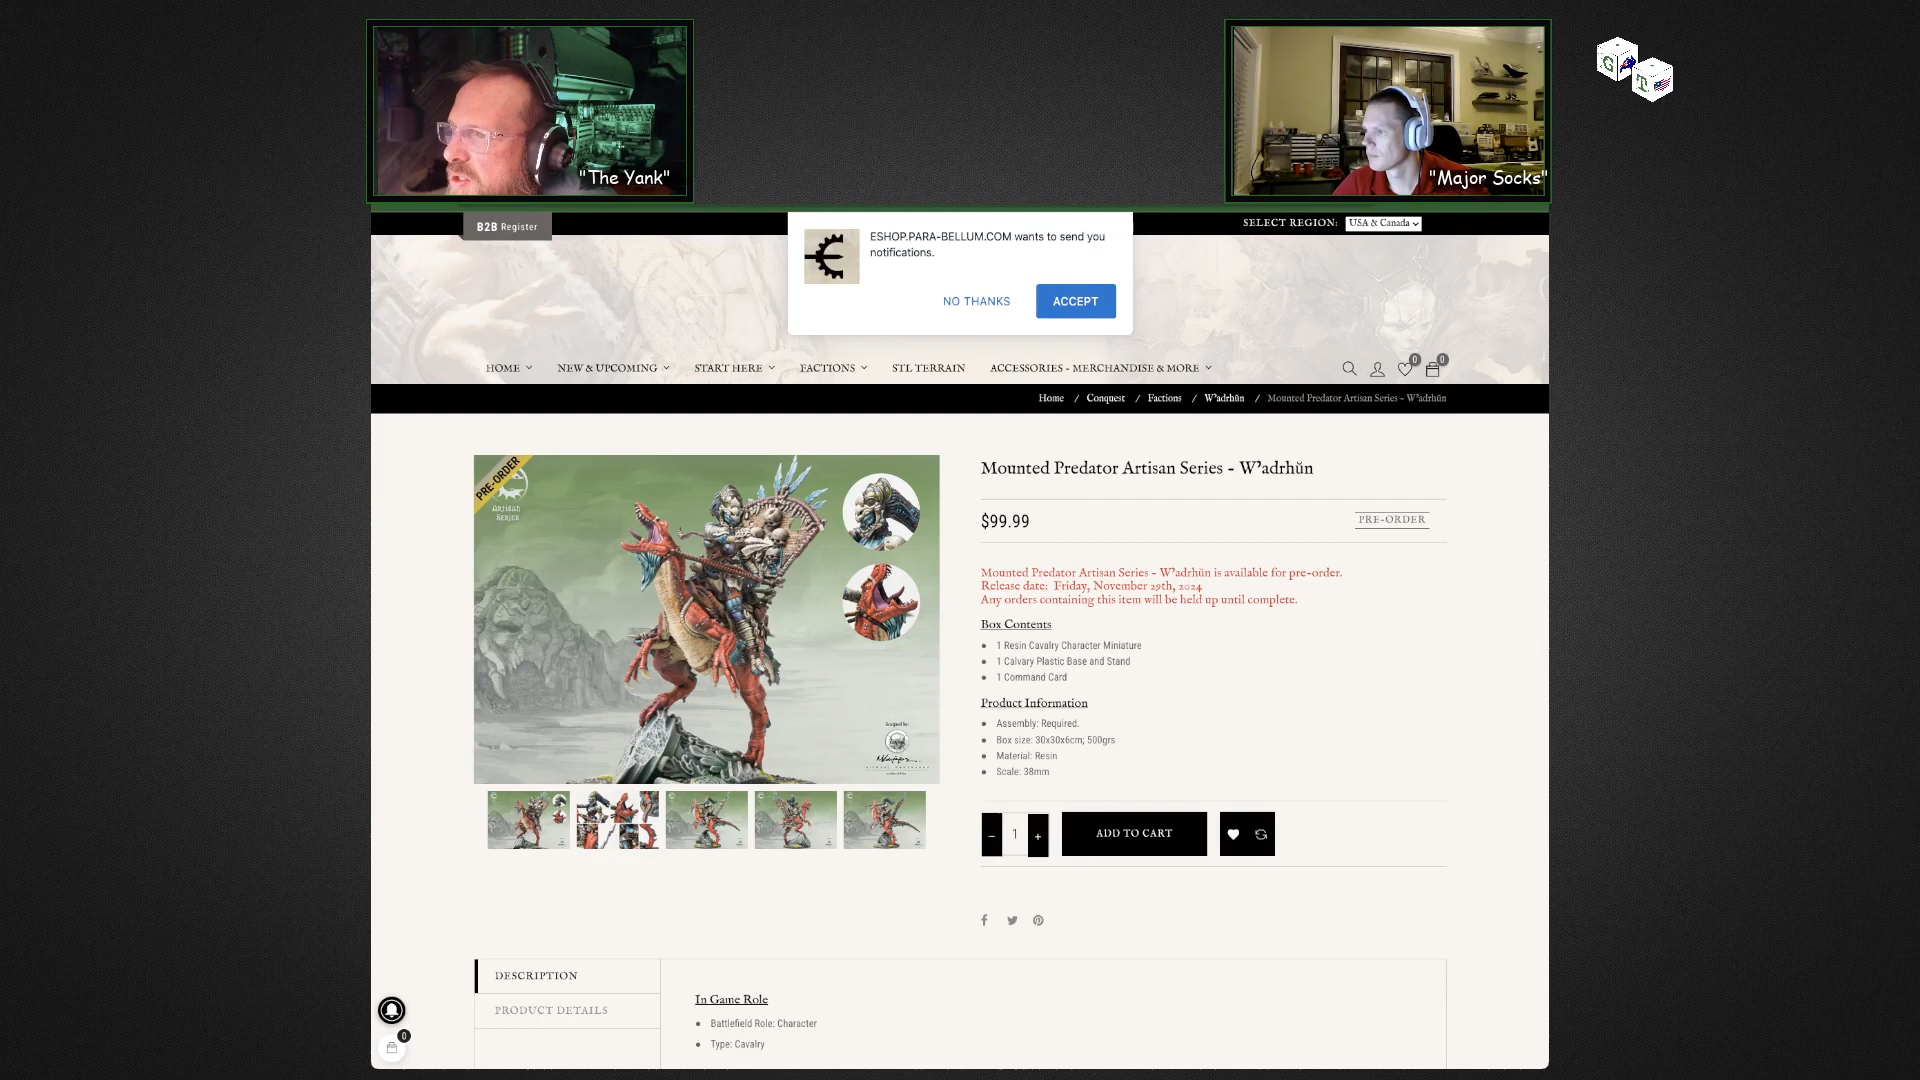 "The Yank"
"Major Socks"
G
T
B2B Register
SELECT REGION:
USA & Canada
ESHOP.PARA-BELLUM.COM wants to send you
notifications.
NO THANKS
ACCEPT
HOME
NEW & UPCOMING
START HERE
FACTIONS
STL TERRAIN
ACCESSORIES - MERCHANDISE & MORE
0
0
Home / Conquest / Factions / W'adrhŭn / Mounted Predator Artisan Series - W'adrhŭn
PRE-ORDER
ARTISAN
SERIES
Mounted Predator Artisan Series - W'adrhŭn
$99.99
PRE-ORDER
Mounted Predator Artisan Series - W'adrhŭn is available for pre-order.
Release date: Friday, November 29th, 2024
Any orders containing this item will be held up until complete.
Box Contents
1 Resin Cavalry Character Miniature
1 Calvary Plastic Base and Stand
1 Command Card
Product Information
Assembly: Required.
Box size: 30x30x6cm; 500grs
Material: Resin
Scale: 38mm
Sculpted by:
- 1 +
ADD TO CART
DESCRIPTION
PRODUCT DETAILS
In Game Role
Battlefield Role: Character
Type: Cavalry
0